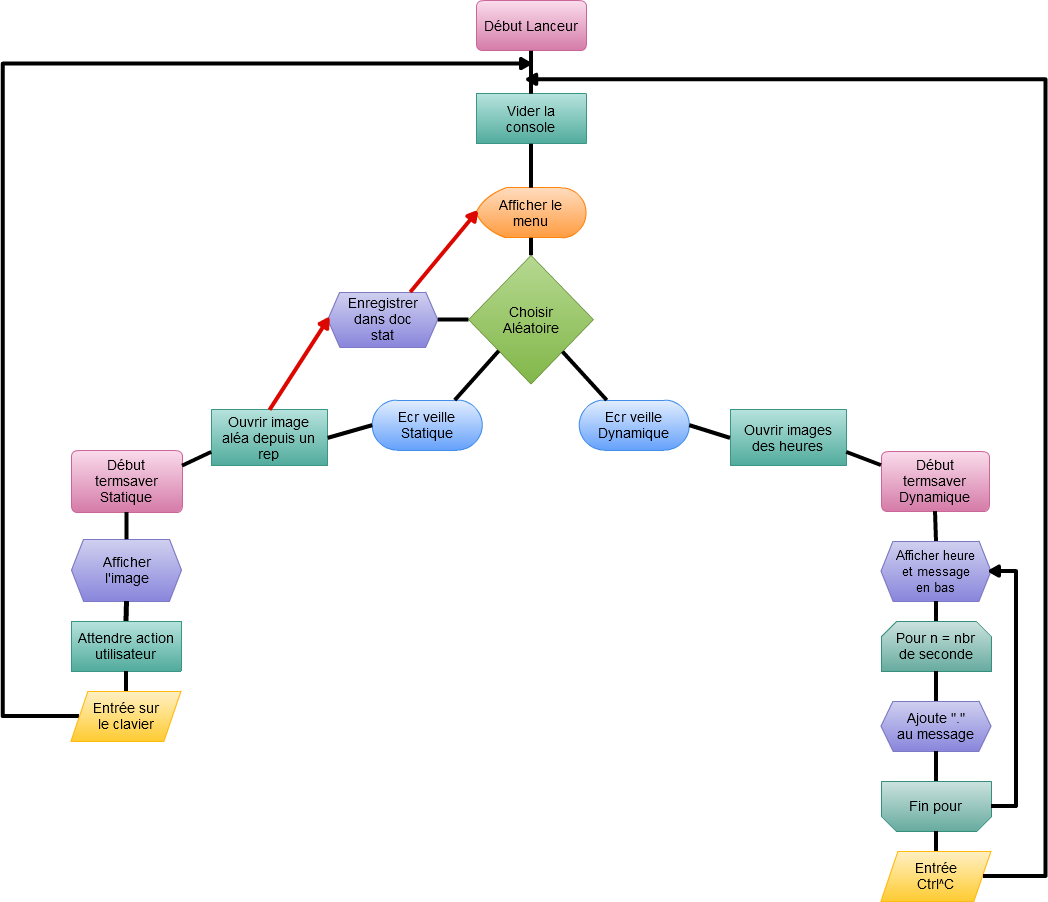 Début Lanceur
Vider la
console
Afficher le
menu
Choisir
Aléatoire
Enregistrer
dans doc
stat
Ecr veille
Statique
Ecr veille
Dynamique
Ouvrir image
aléa depuis un
rep
Ouvrir images
des heures
Début
termsaver
Statique
Début
termsaver
Dynamique
Afficher
l'image
Afficher heure
et message
en bas
Attendre action
utilisateur
Pour n = nbr
de seconde
Entrée sur
le clavier
Ajoute "."
au message
Fin pour
Entrée
Ctrl^C